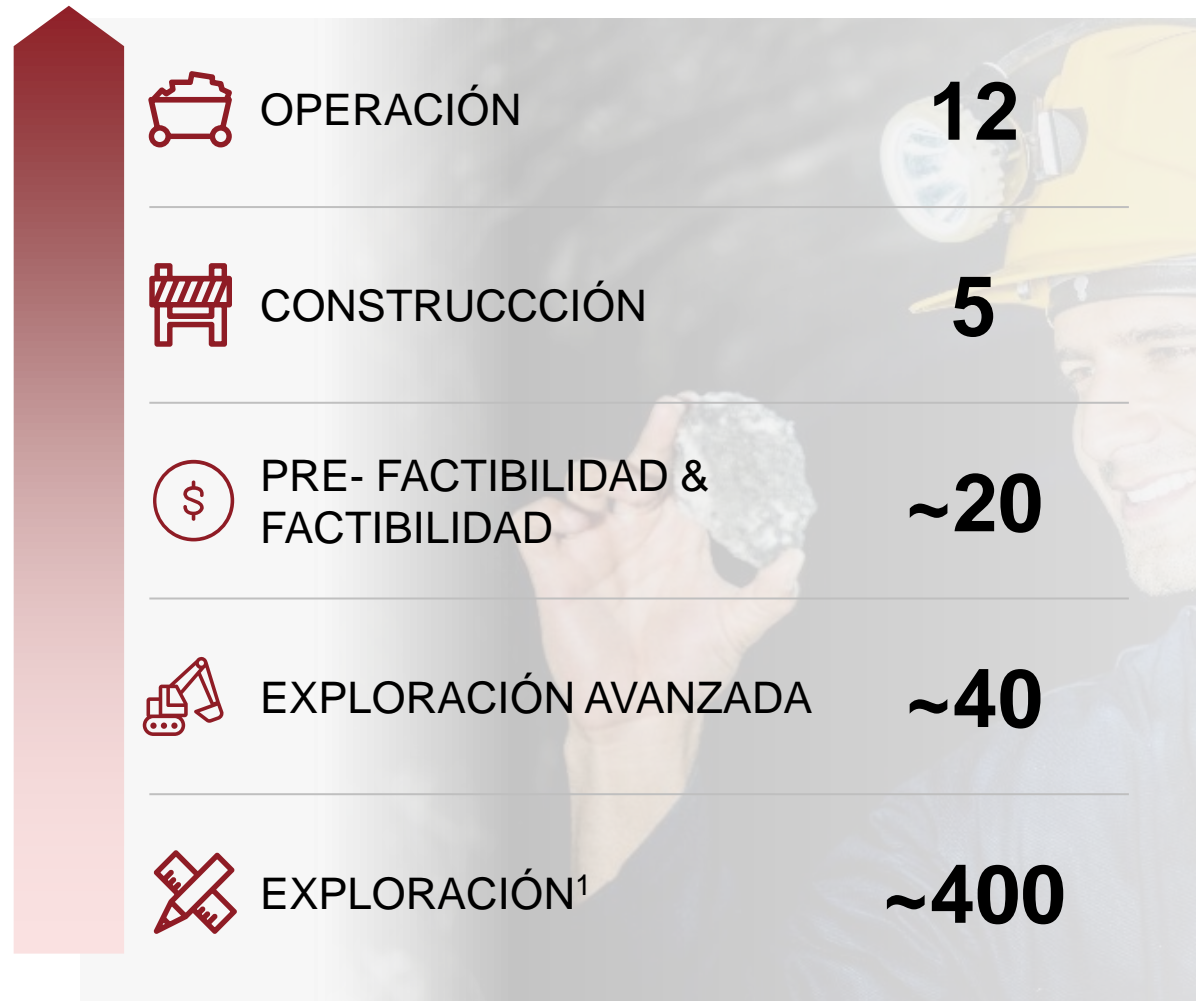 OPERACIÓN 12
CONSTRUCCCIÓN 5
PRE- FACTIBILIDAD &
FACTIBILIDAD ~20
EXPLORACIÓN AVANZADA ~40
EXPLORACIÓN¹ ~400
$